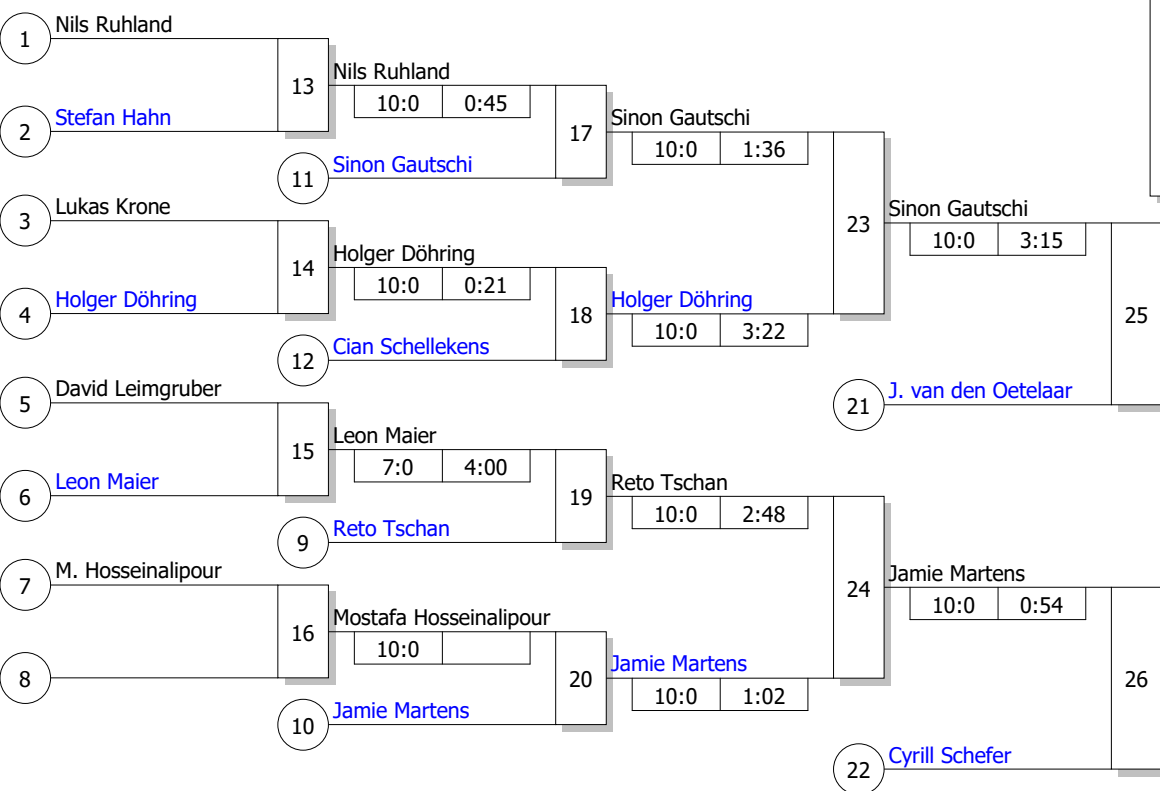 1 Nils Ruhland
13 Nils Ruhland
10:0 0:45
2 Stefan Hahn
17 Sinon Gautschi
10:0 1:36
11 Sinon Gautschi
3 Lukas Krone
23 Sinon Gautschi
10:0 3:15
14 Holger Döhring
10:0 0:21
4 Holger Döhring
18 Holger Döhring
10:0 3:22
25
12 Cian Schellekens
5 David Leimgruber
21 J. van den Oetelaar
15 Leon Maier
7:0 4:00
6 Leon Maier
19 Reto Tschan
10:0 2:48
9 Reto Tschan
7 M. Hosseinalipour
24 Jamie Martens
10:0 0:54
16 Mostafa Hosseinalipour
10:0
8
20 Jamie Martens
10:0 1:02
26
10 Jamie Martens
22 Cyrill Schefer